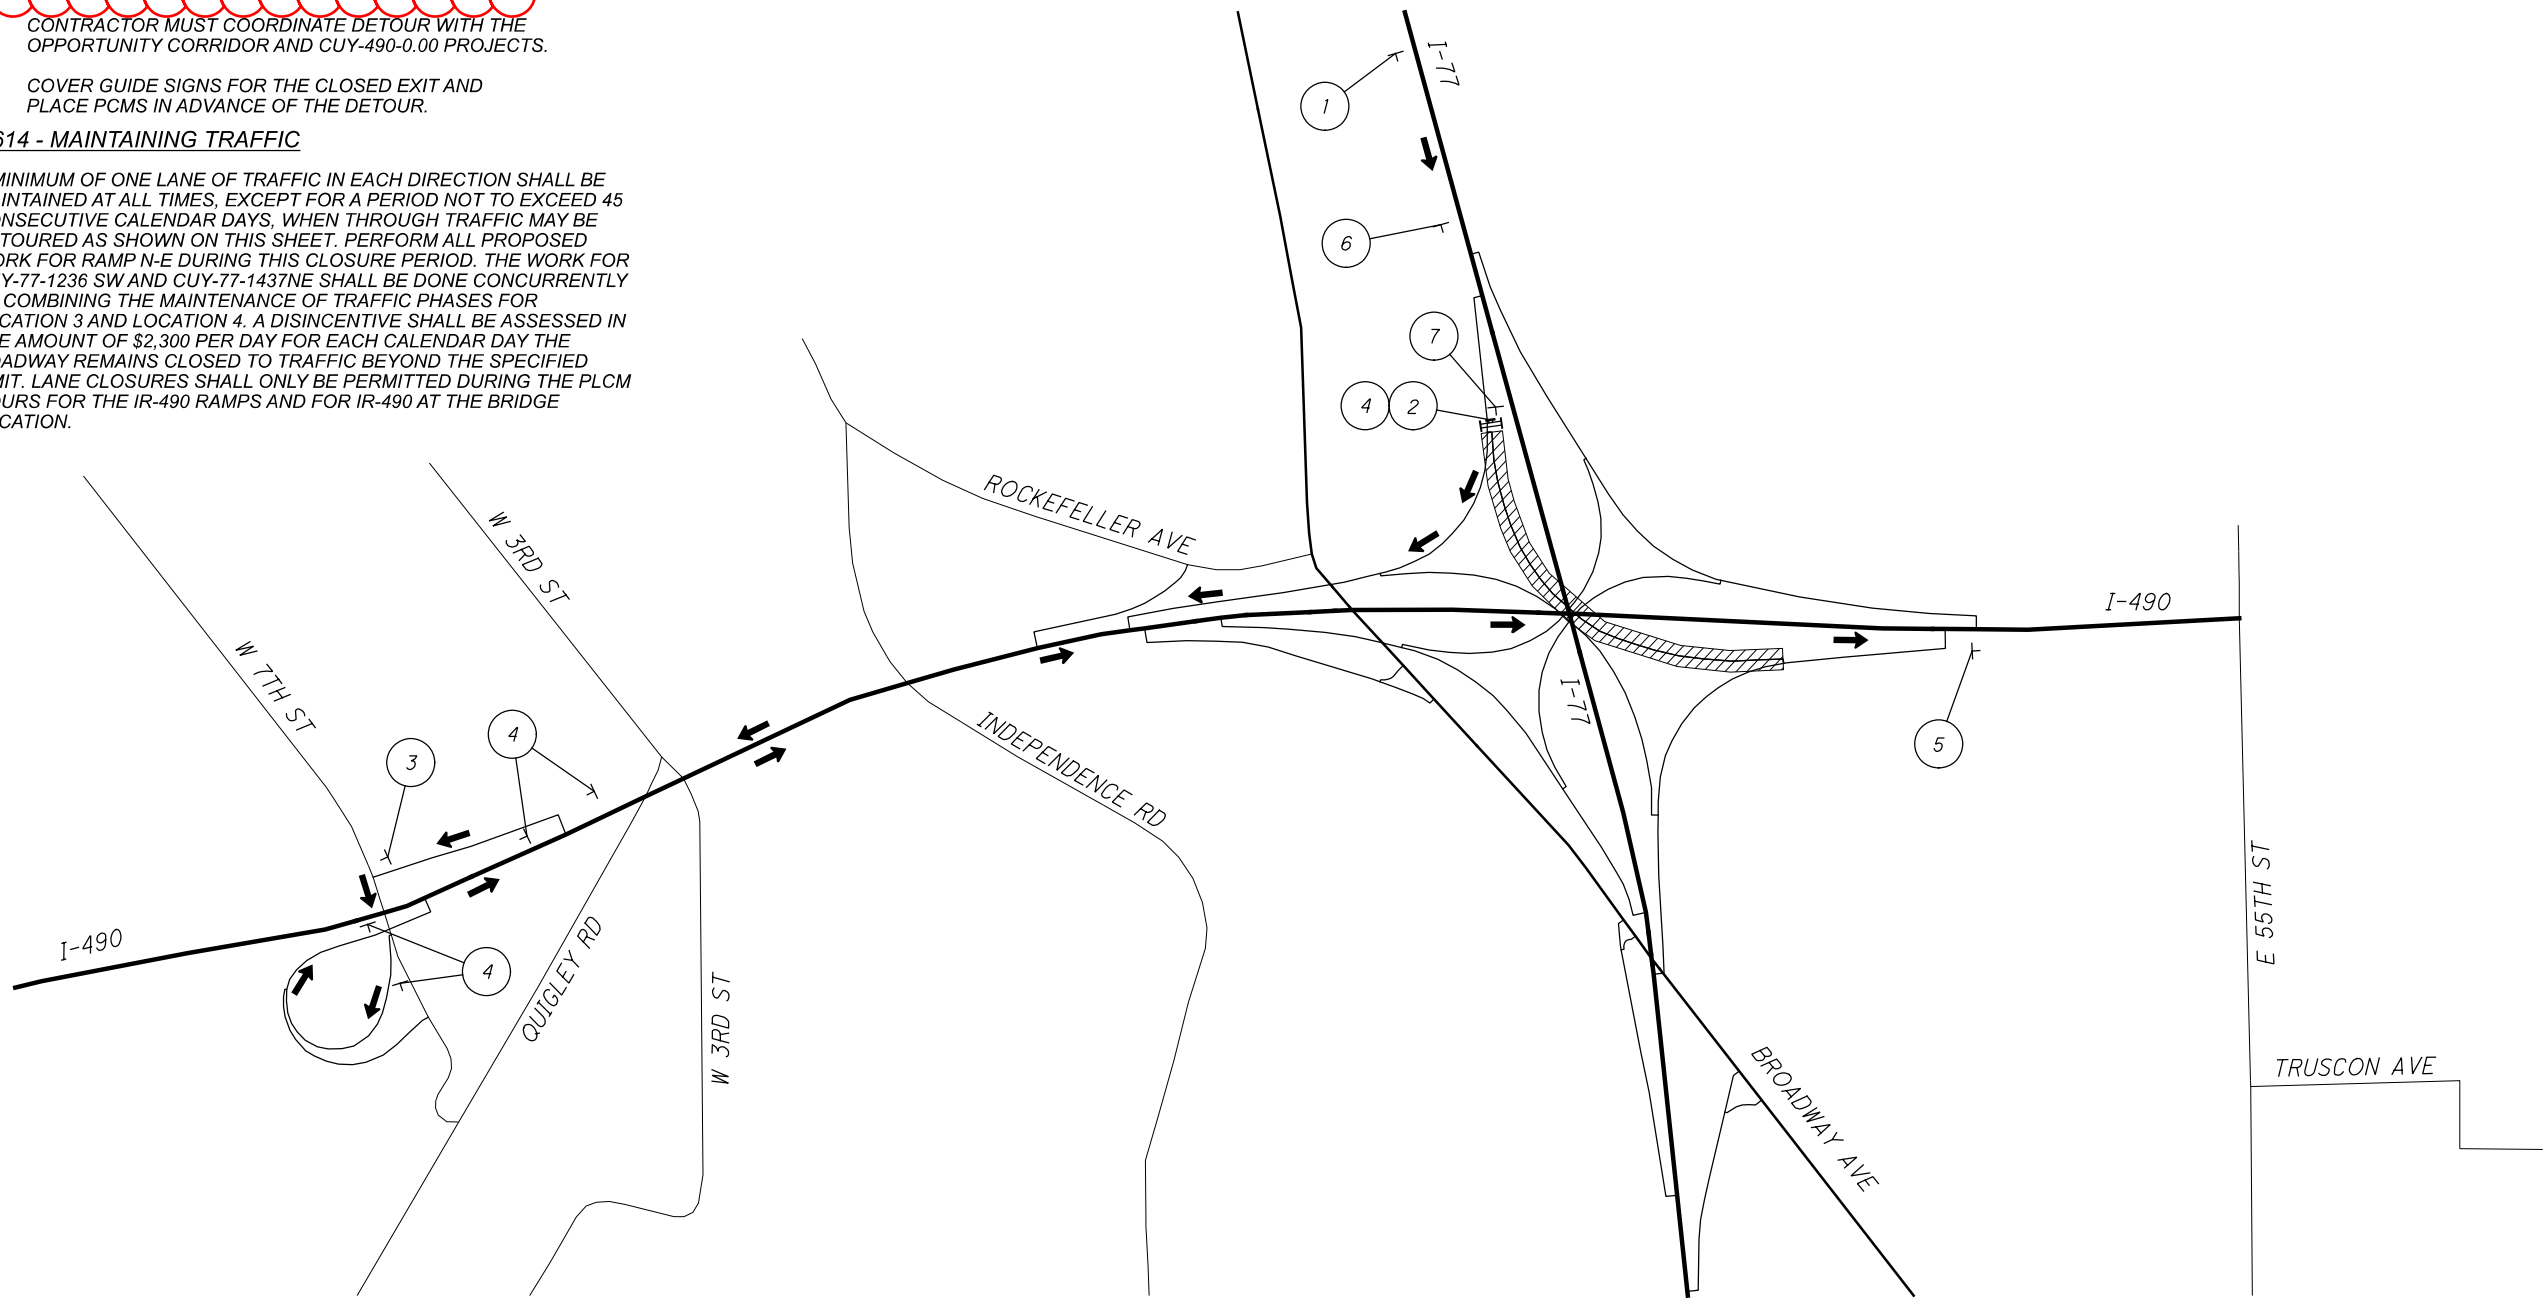 CONTRACTOR MUST COORDINATE DETOUR WITH THE
OPPORTUNITY CORRIDOR AND CUY-490-0.00 PROJECTS.
COVER GUIDE SIGNS FOR THE CLOSED EXIT AND
PLACE PCMS IN ADVANCE OF THE DETOUR.
614 - MAINTAINING TRAFFIC
MINIMUM OF ONE LANE OF TRAFFIC IN EACH DIRECTION SHALL BE
INTAINED AT ALL TIMES, EXCEPT FOR A PERIOD NOT TO EXCEED 45
ONSECUTIVE CALENDAR DAYS, WHEN THROUGH TRAFFIC MAY BE
TOURED AS SHOWN ON THIS SHEET. PERFORM ALL PROPOSED
ORK FOR RAMP N-E DURING THIS CLOSURE PERIOD. THE WORK FOR
Y-77-1236 SW AND CUY-77-1437NE SHALL BE DONE CONCURRENTLY
COMBINING THE MAINTENANCE OF TRAFFIC PHASES FOR
CATION 3 AND LOCATION 4. A DISINCENTIVE SHALL BE ASSESSED IN
E AMOUNT OF $2,300 PER DAY FOR EACH CALENDAR DAY THE
OADWAY REMAINS CLOSED TO TRAFFIC BEYOND THE SPECIFIED
MIT. LANE CLOSURES SHALL ONLY BE PERMITTED DURING THE PLCM
OURS FOR THE IR-490 RAMPS AND FOR IR-490 AT THE BRIDGE
CATION.
I-77
1
6
7
4
2
ROCKEFELLER AVE
W 3RD ST
W 7TH ST
I-490
I-77
5
4
3
INDEPENDENCE RD
I-490
4
QUIGLEY RD
W 3RD ST
E 55TH ST
BROADWAY AVE
TRUSCON AVE